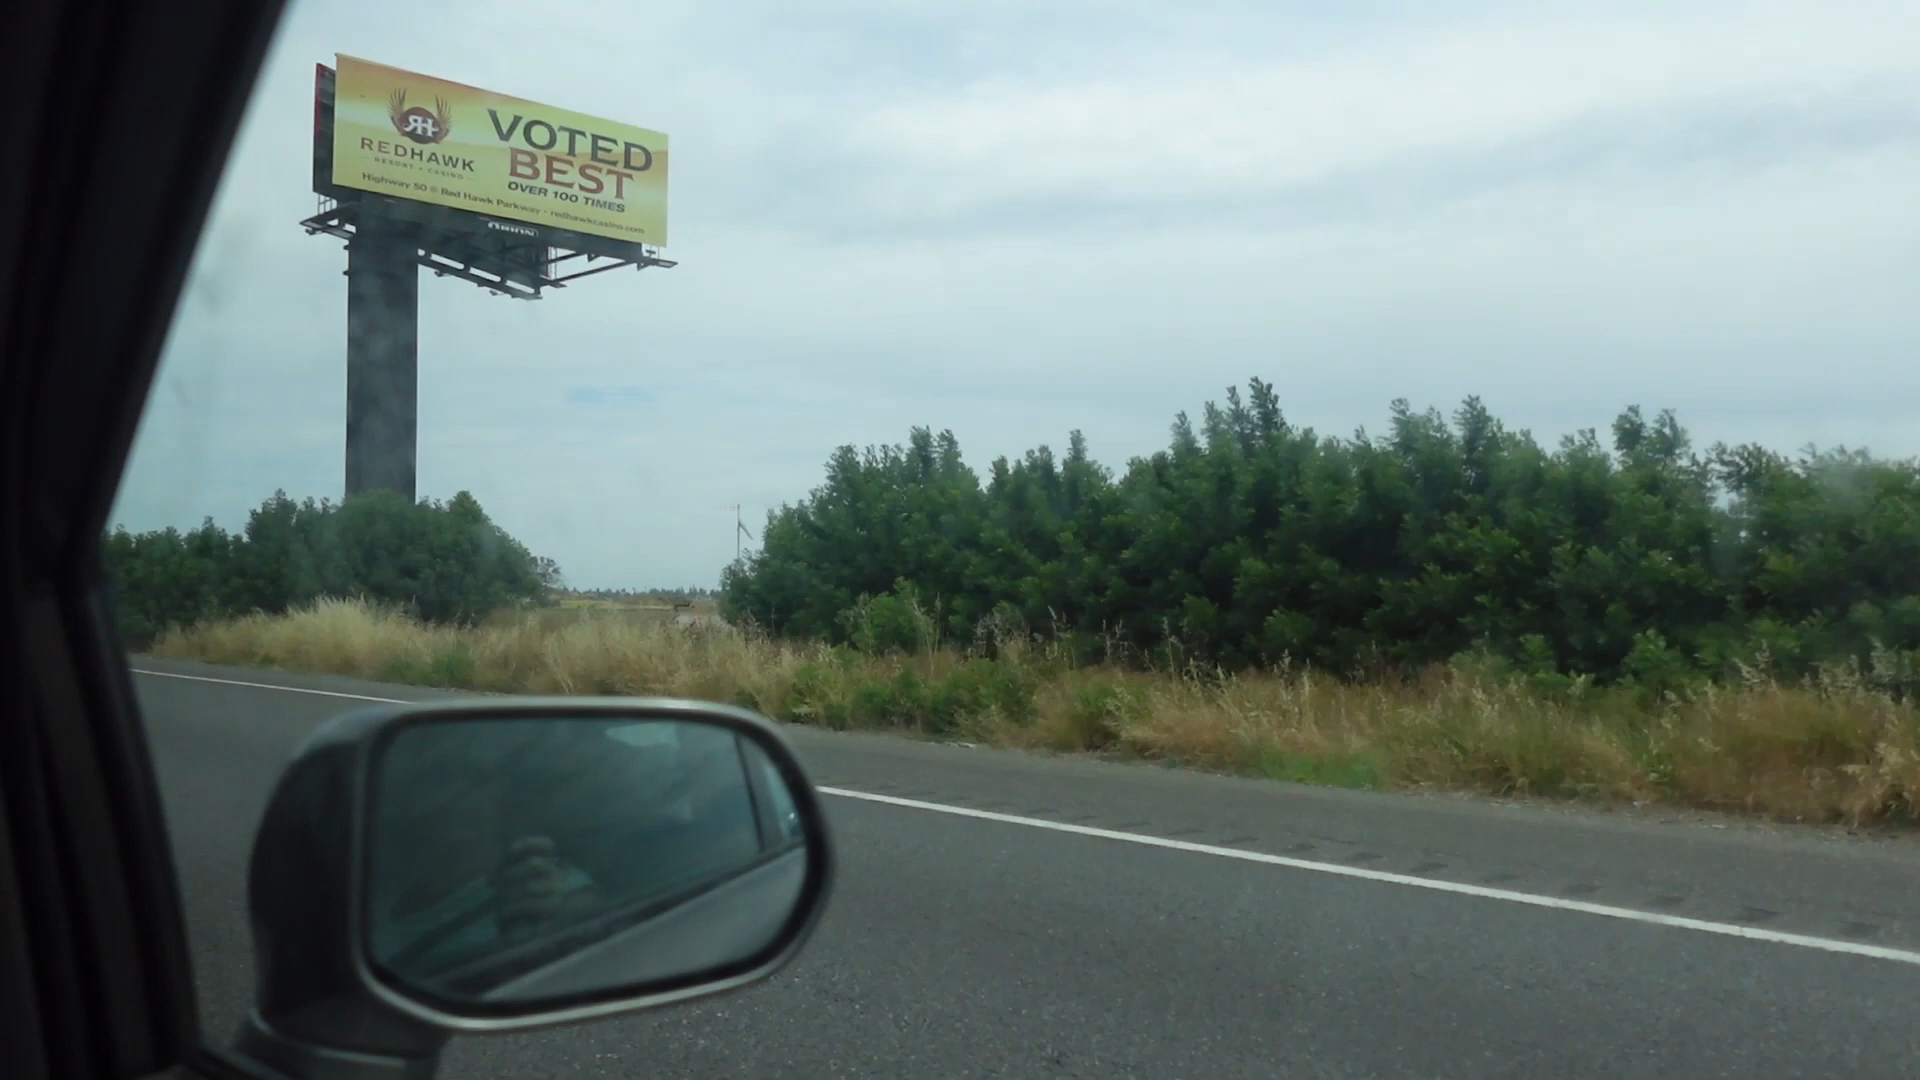 RH
REDHAWK
RESORT + CASINO
VOTED
BEST
OVER 100 TIMES
Highway 50 @ Red Hawk Parkway · redhawkcasino.com